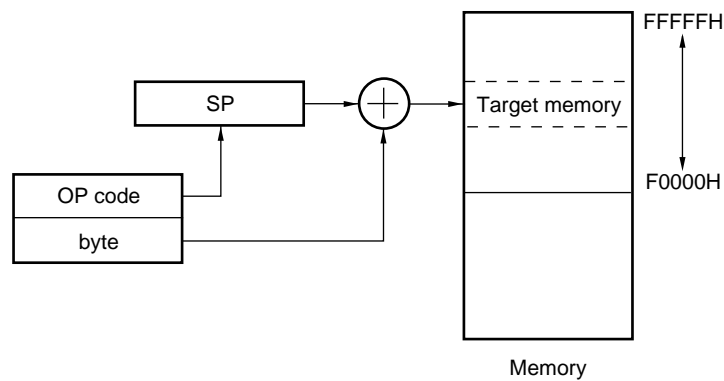 FFFFFH
SP
Target memory
OP code
F0000H
byte
Memory